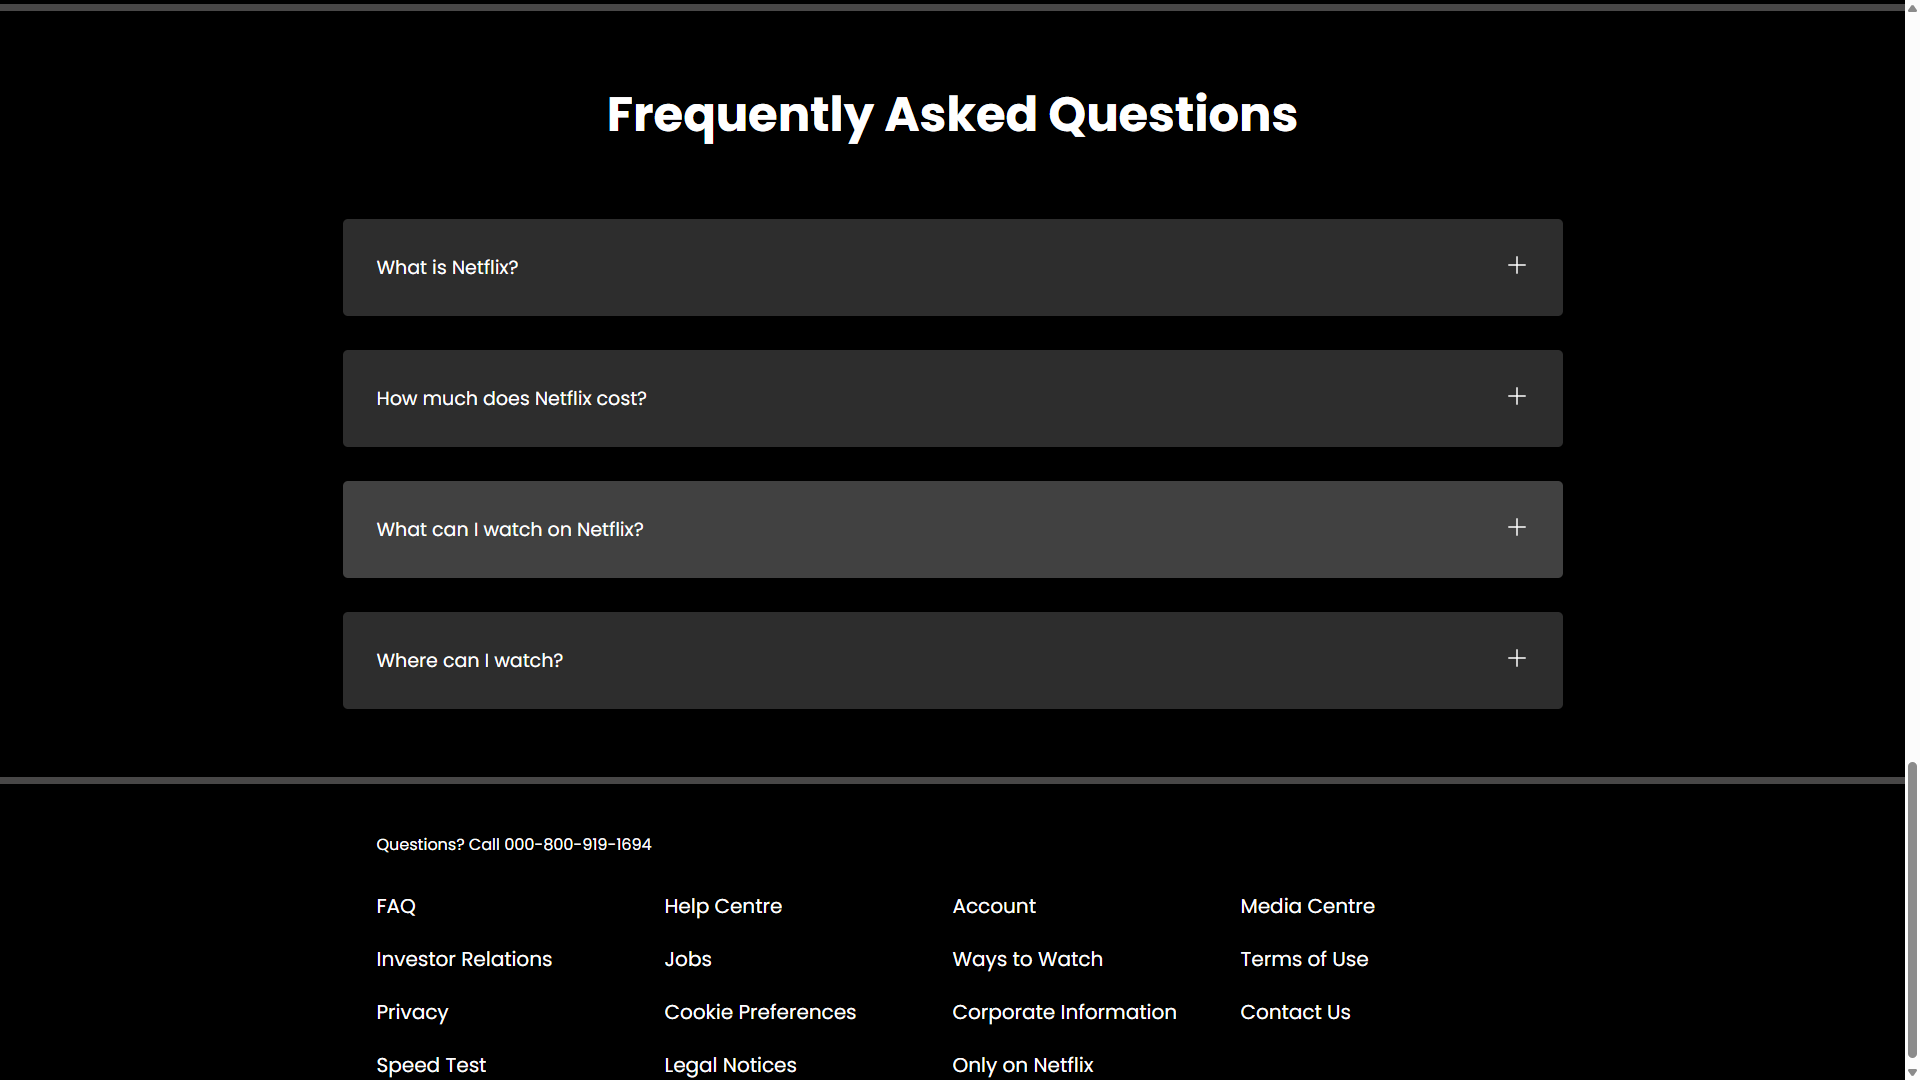 Frequently Asked Questions
What is Netflix?
How much does Netflix cost?
What can I watch on Netflix?
Where can I watch?
Questions? Call 000-800-919-1694
FAQ Help Centre Account Media Centre
Investor Relations Jobs Ways to Watch Terms of Use
Privacy Cookie Preferences Corporate Information Contact Us
Speed Test Legal Notices Only on Netflix